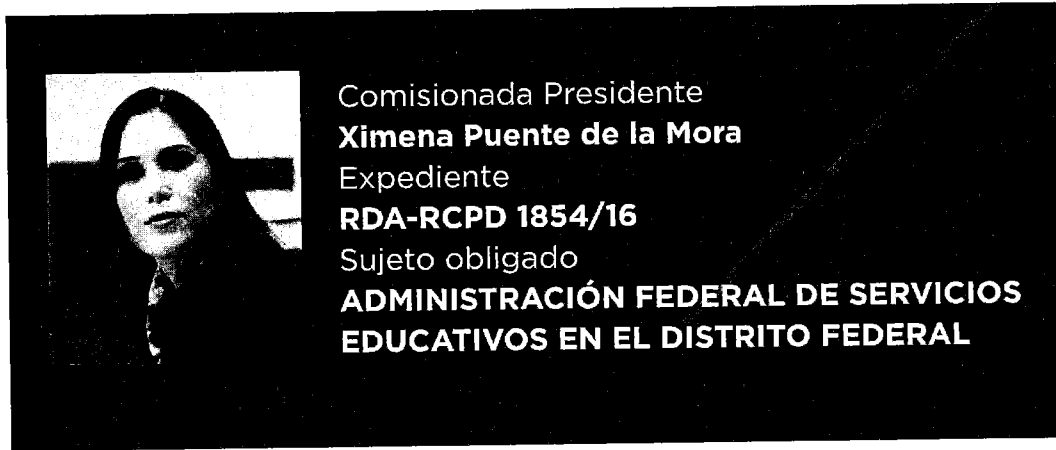 Comisionada Presidente
Ximena Puente de la Mora
Expediente
RDA-RCPD 1854/16
Sujeto obligado
ADMINISTRACIÓN FEDERAL DE SERVICIOS
EDUCATIVOS EN EL DISTRITO FEDERAL